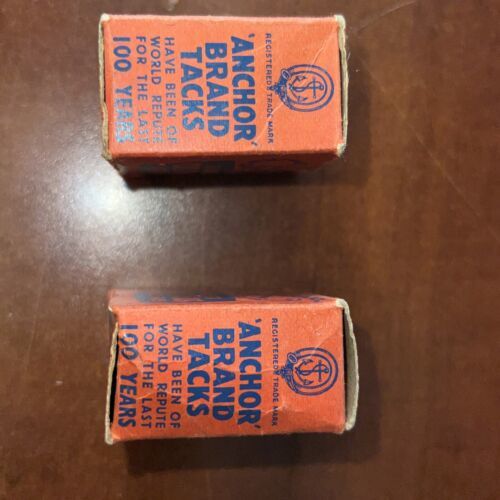 REGISTERED TRADE MARK
'ANCHOR'
BRAND
TACKS
HAVE BEEN OF
WORLD REPUTE
FOR THE LAST
100 YEARS
REGISTERED TRADE MARK
'ANCHOR'
BRAND
TACKS
HAVE BEEN OF
WORLD REPUTE
FOR THE LAST
100 YEARS